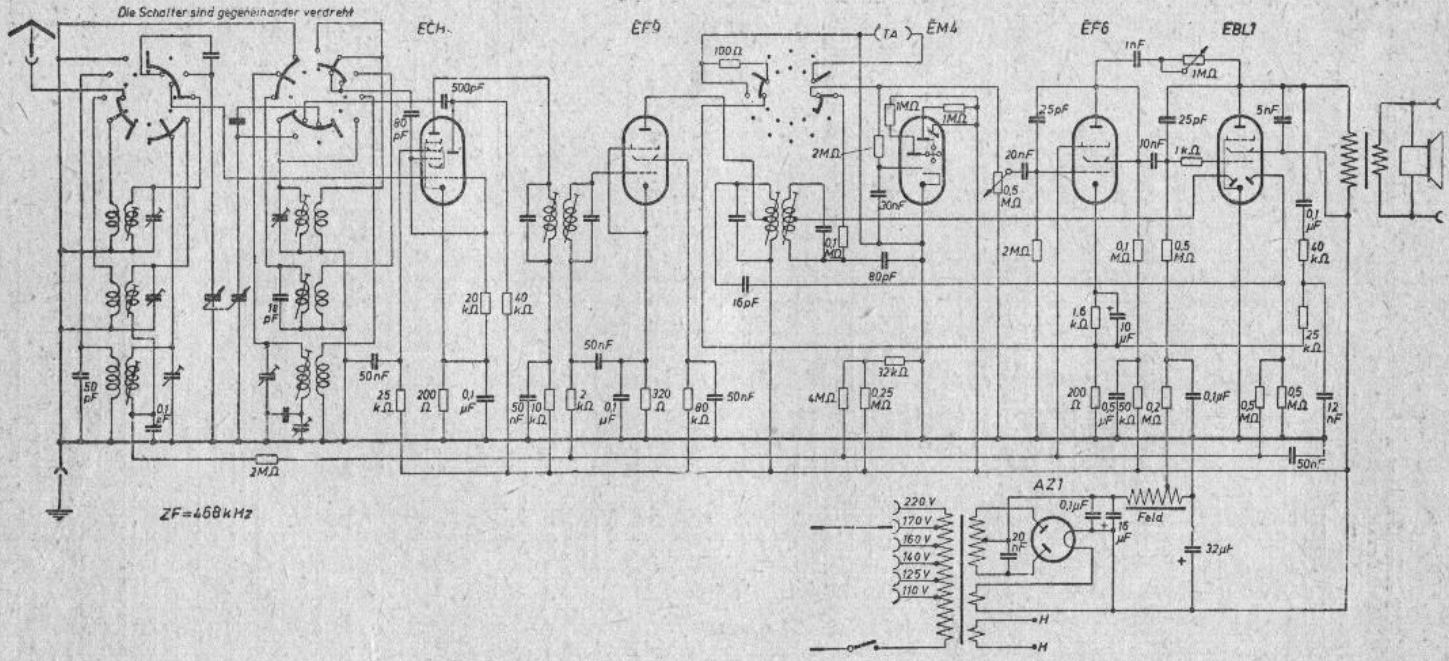 Die Schalter sind gegeneinander verdreht
ECH
EF9
EM4
EF6
EBL1
100Ω
(TA)
1nF
1MΩ
500pF
80 pF
1MΩ
1MΩ
25pF
25pF
5nF
2MΩ
20nF
10nF
1kΩ
30nF
0,5 MΩ
0,1 MΩ
80pF
2MΩ
0,1 MΩ
0,5 MΩ
0,1 µF
40 kΩ
18 pF
20 kΩ
40 kΩ
16pF
1,6 kΩ
10 µF
25 kΩ
50 pF
0,1 µF
50nF
25 kΩ
200 Ω
0,1 µF
50 nF
10 kΩ
50nF
2 kΩ
0,1 µF
320 Ω
80 kΩ
50nF
32kΩ
4MΩ
0,25 MΩ
200 Ω
0,5 µF
50 kΩ
0,2 MΩ
0,1µF
0,5 MΩ
0,5 MΩ
12 nF
2MΩ
50nF
ZF=468kHz
AZ1
220 V
170 V
160 V
140 V
125 V
110 V
20 nF
0,1µF
16 µF
Feld
32µF
H
H